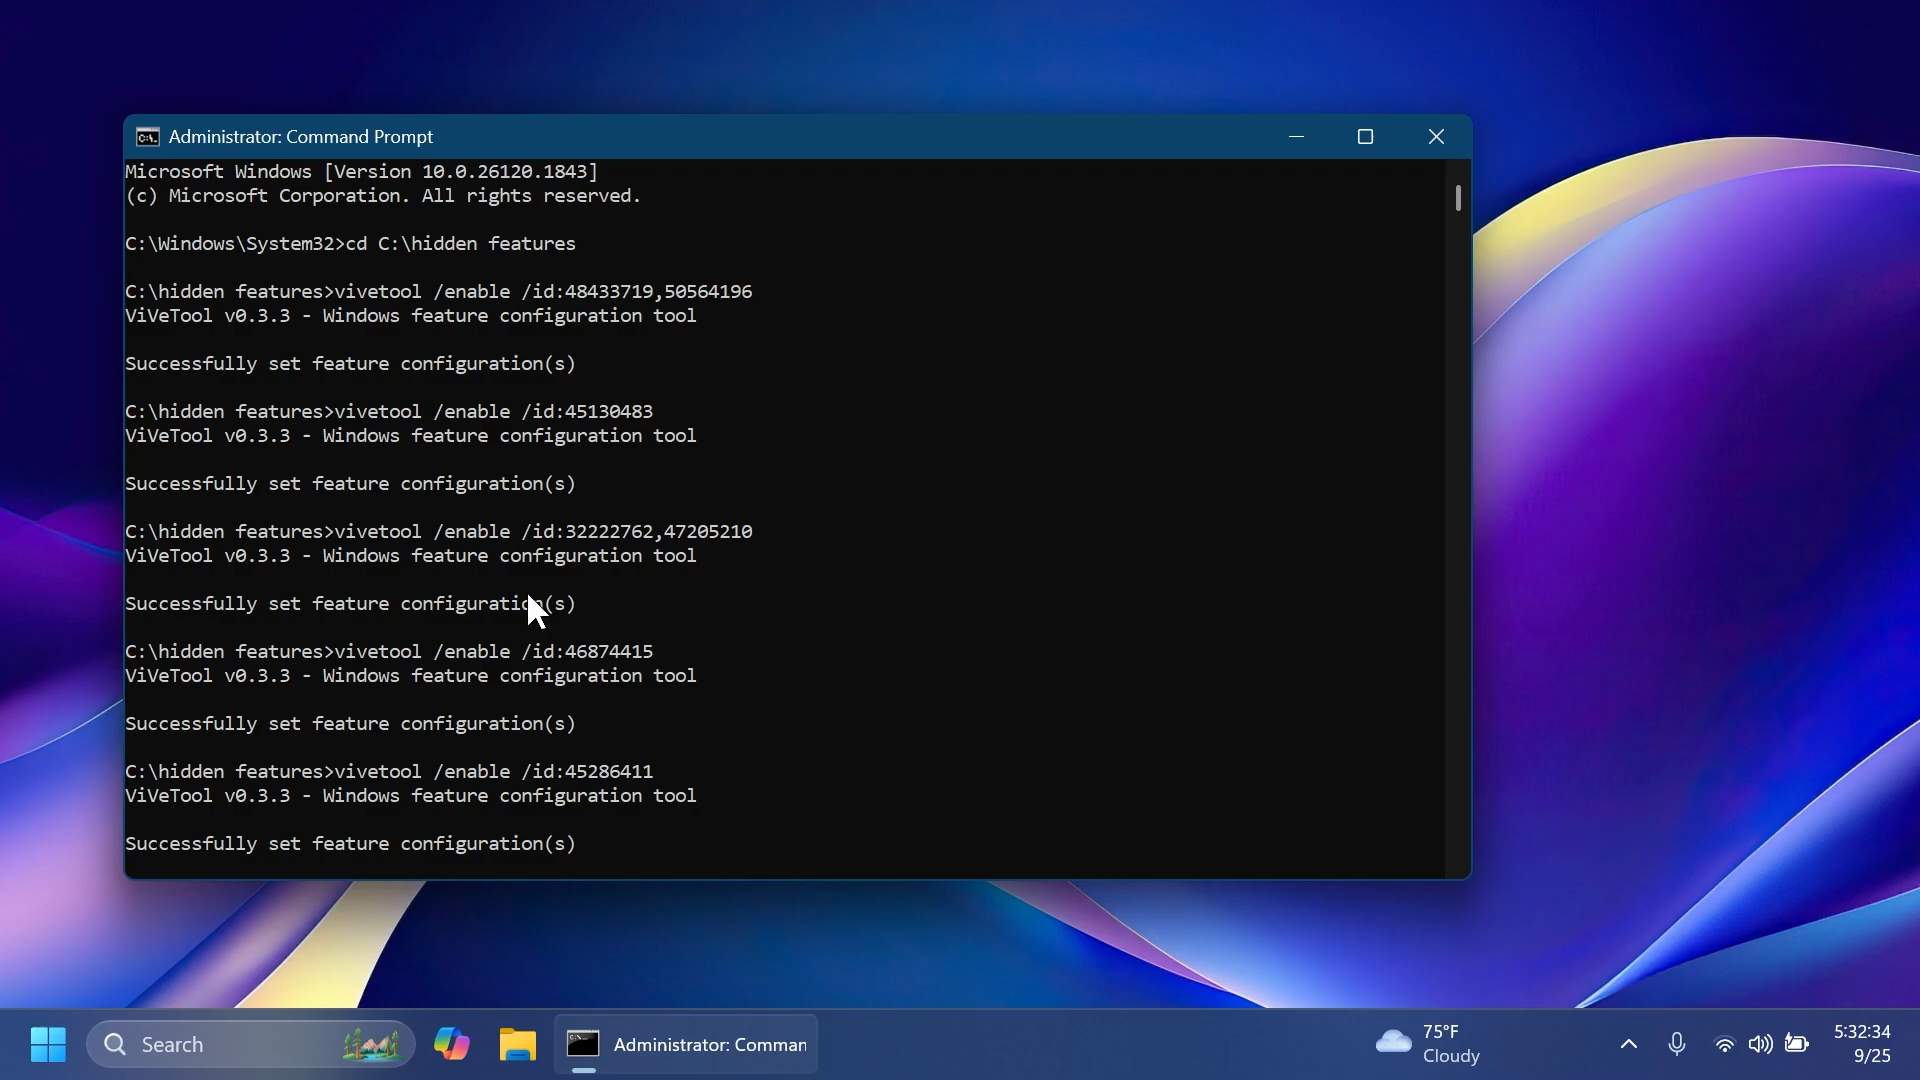 Administrator: Command Prompt
Microsoft Windows [Version 10.0.26120.1843]
(c) Microsoft Corporation. All rights reserved.
C:\Windows\System32>cd C:\hidden features
C:\hidden features>vivetool /enable /id:48433719,50564196
ViVeTool v0.3.3 - Windows feature configuration tool
Successfully set feature configuration(s)
C:\hidden features>vivetool /enable /id:45130483
ViVeTool v0.3.3 - Windows feature configuration tool
Successfully set feature configuration(s)
C:\hidden features>vivetool /enable /id:32222762,47205210
ViVeTool v0.3.3 - Windows feature configuration tool
Successfully set feature configuration(s)
C:\hidden features>vivetool /enable /id:46874415
ViVeTool v0.3.3 - Windows feature configuration tool
Successfully set feature configuration(s)
C:\hidden features>vivetool /enable /id:45286411
ViVeTool v0.3.3 - Windows feature configuration tool
Successfully set feature configuration(s)
Search
Administrator: Comman
75°F
Cloudy
5:32:34
9/25